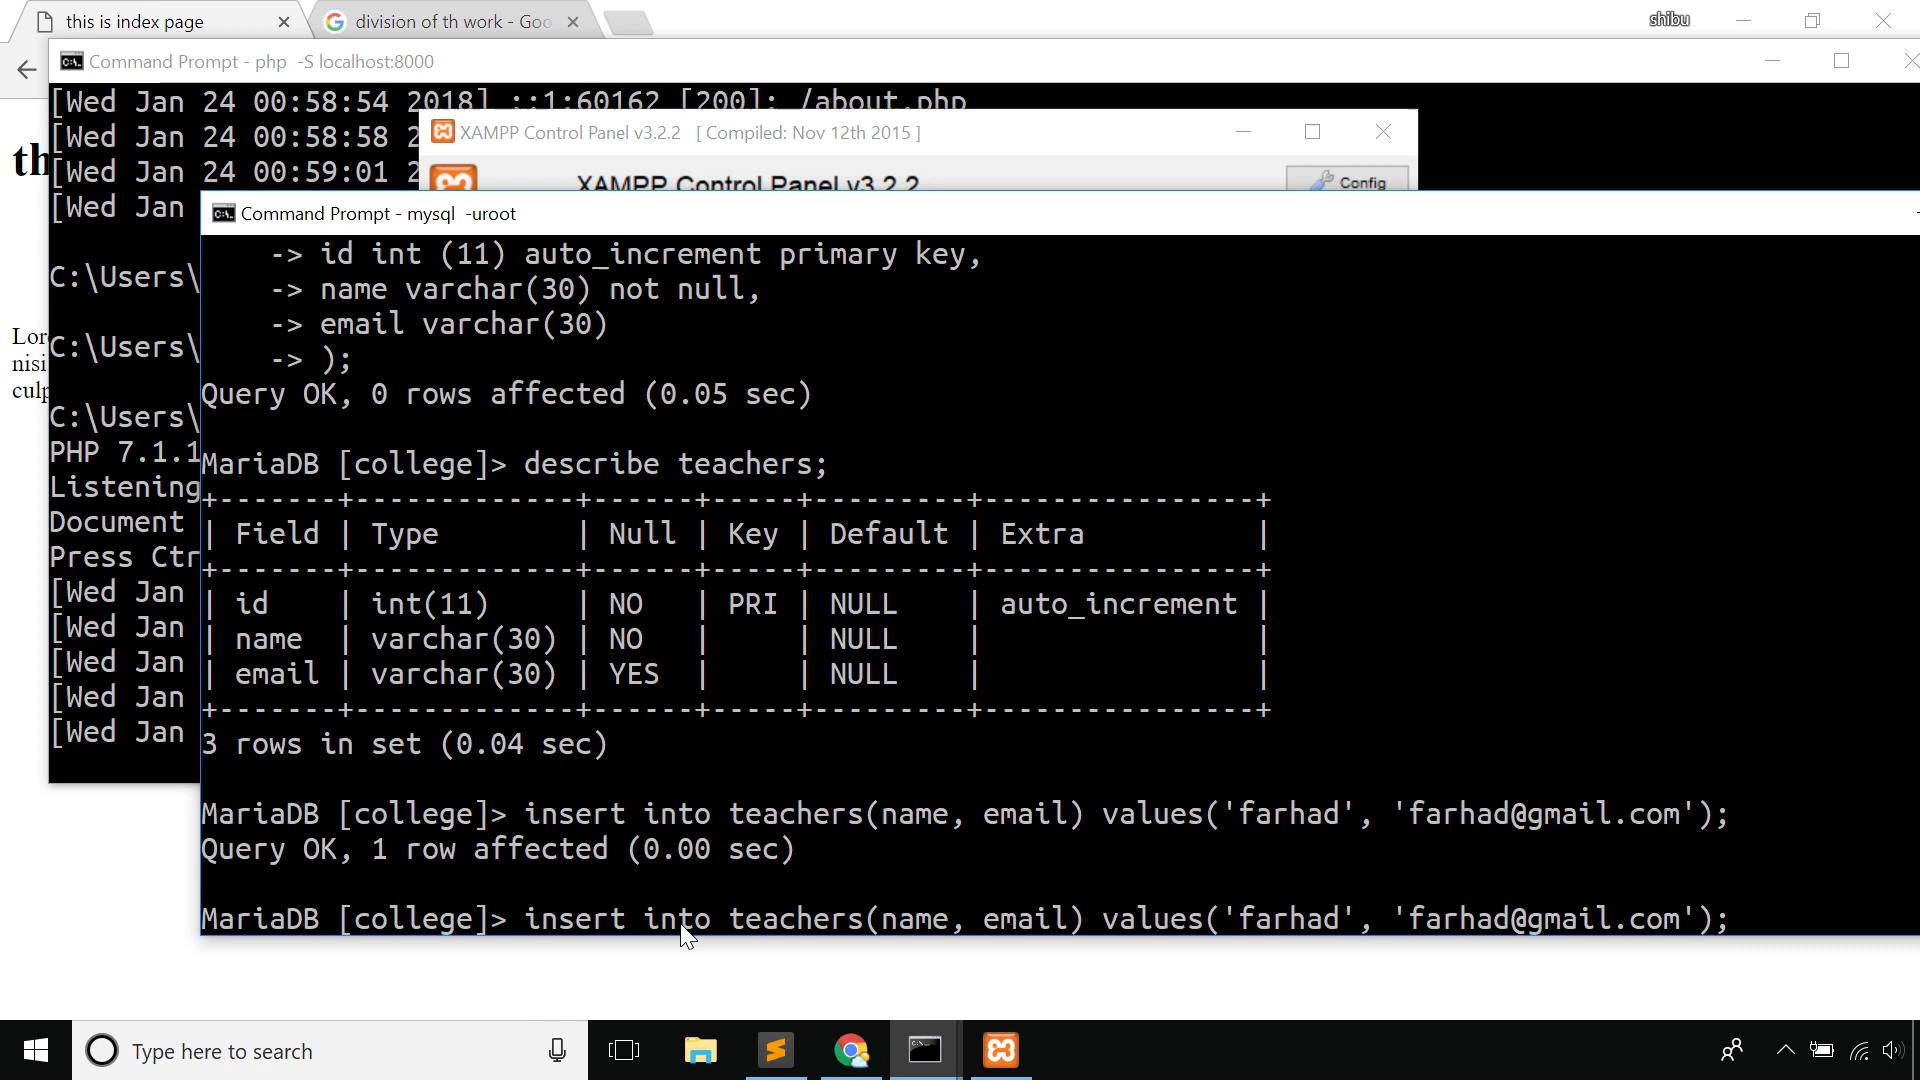 this is index page
division of th work - Goo
shibu
Command Prompt - php  -S localhost:8000
[Wed Jan 24 00:58:54 2018] ::1:60162 [200]: /about.php
[Wed Jan 24 00:58:58 2
[Wed Jan 24 00:59:01 2
[Wed Jan
XAMPP Control Panel v3.2.2   [ Compiled: Nov 12th 2015 ]
XAMPP Control Panel v3.2.2
Config
th
Lor
nisi
culp
C:\Users\
C:\Users\
C:\Users\
PHP 7.1.1
Listening
Document
Press Ctr
[Wed Jan
[Wed Jan
[Wed Jan
[Wed Jan
[Wed Jan
Command Prompt - mysql  -uroot
    -> id int (11) auto_increment primary key,
    -> name varchar(30) not null,
    -> email varchar(30)
    -> );
Query OK, 0 rows affected (0.05 sec)
MariaDB [college]> describe teachers;
+-------+-------------+------+-----+---------+----------------+
| Field | Type        | Null | Key | Default | Extra          |
+-------+-------------+------+-----+---------+----------------+
| id    | int(11)     | NO   | PRI | NULL    | auto_increment |
| name  | varchar(30) | NO   |     | NULL    |                |
| email | varchar(30) | YES  |     | NULL    |                |
+-------+-------------+------+-----+---------+----------------+
3 rows in set (0.04 sec)
MariaDB [college]> insert into teachers(name, email) values('farhad', 'farhad@gmail.com');
Query OK, 1 row affected (0.00 sec)
MariaDB [college]> insert into teachers(name, email) values('farhad', 'farhad@gmail.com');
Type here to search